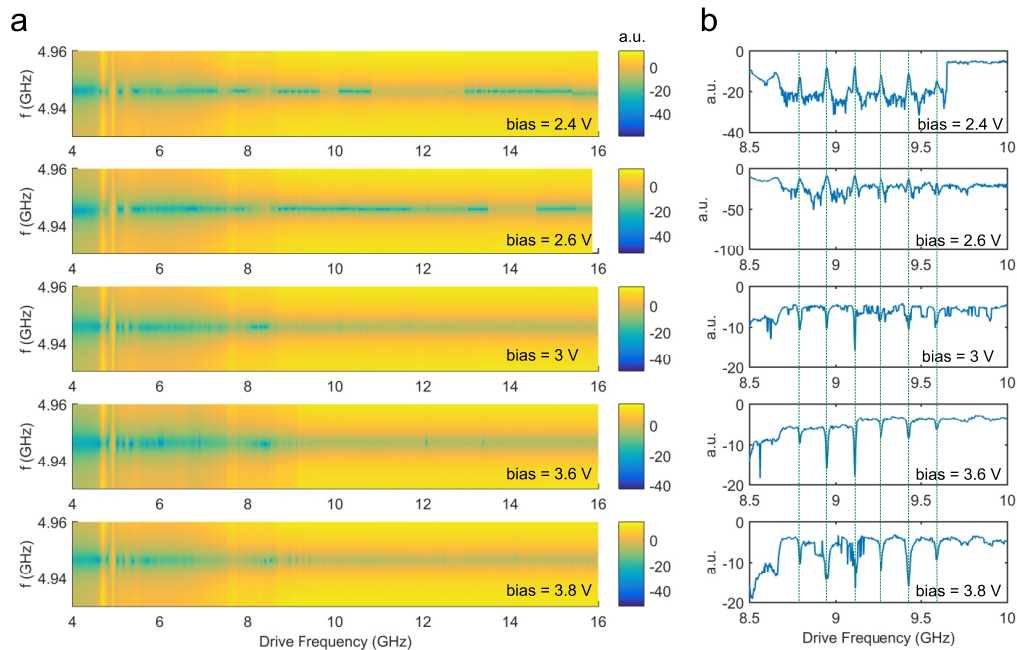 a
a.u.
4.96
4.94
f (GHz)
0
-20
-40
bias = 2.4 V
4 6 8 10 12 14 16
4.96
4.94
f (GHz)
0
-20
-40
bias = 2.6 V
4 6 8 10 12 14 16
4.96
4.94
f (GHz)
0
-20
-40
bias = 3 V
4 6 8 10 12 14 16
4.96
4.94
f (GHz)
0
-20
-40
bias = 3.6 V
4 6 8 10 12 14 16
4.96
4.94
f (GHz)
0
-20
-40
bias = 3.8 V
4 6 8 10 12 14 16
Drive Frequency (GHz)
b
0
-20
-40
a.u.
bias = 2.4 V
8.5 9 9.5 10
0
-50
-100
a.u.
bias = 2.6 V
8.5 9 9.5 10
0
-10
-20
a.u.
bias = 3 V
8.5 9 9.5 10
0
-10
-20
a.u.
bias = 3.6 V
8.5 9 9.5 10
0
-10
-20
a.u.
bias = 3.8 V
8.5 9 9.5 10
Drive Frequency (GHz)